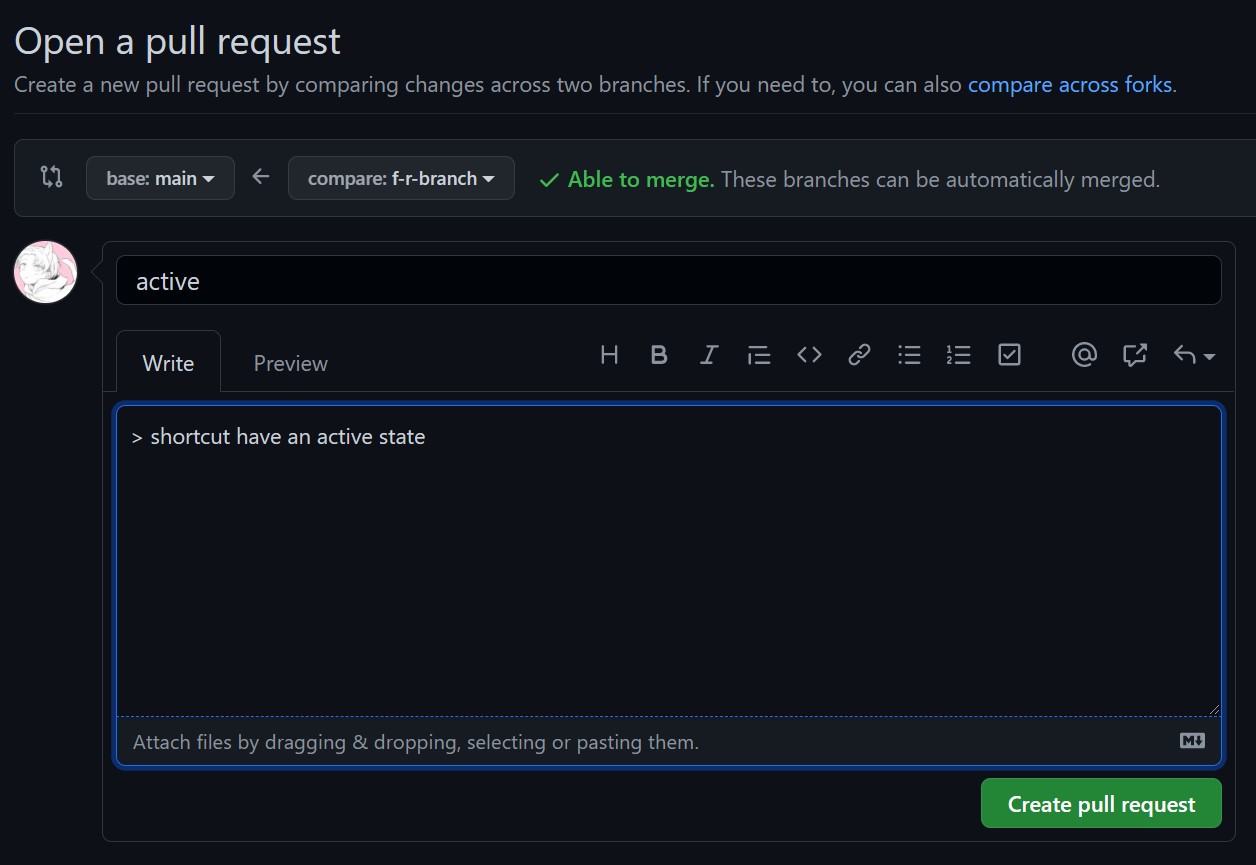 Open a pull request
Create a new pull request by comparing changes across two branches. If you need to, you can also compare across forks.
base: main compare: f-r-branch Able to merge. These branches can be automatically merged.
active
Write Preview
> shortcut have an active state
Attach files by dragging & dropping, selecting or pasting them.
Create pull request